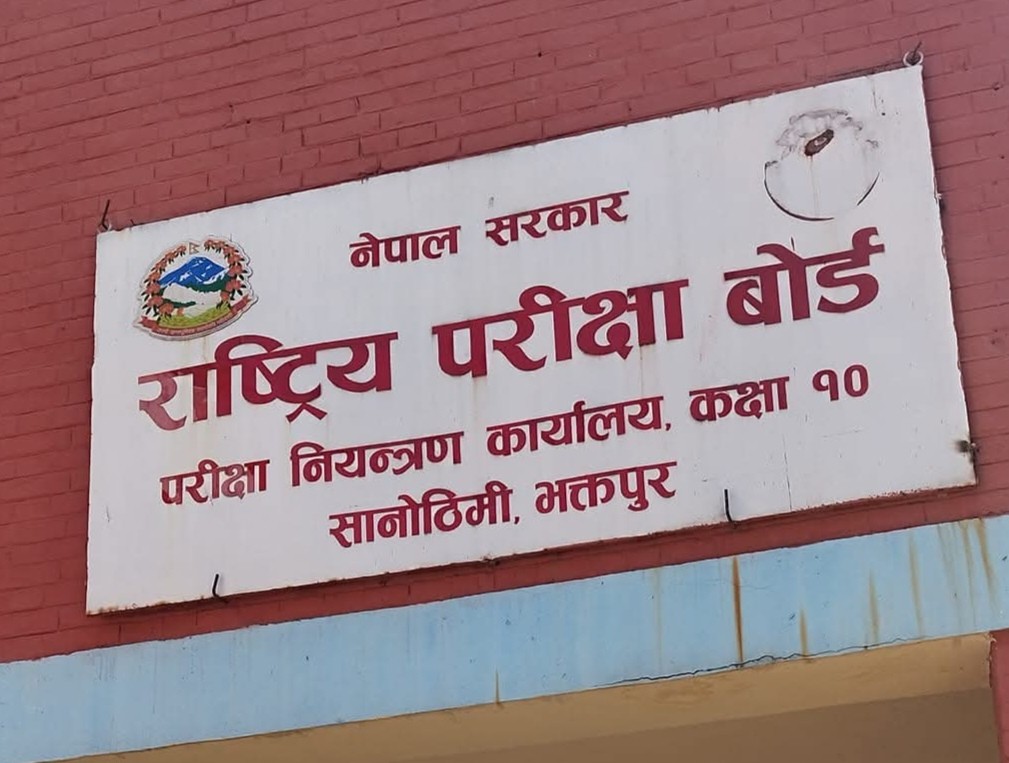 नेपाल सरकार
राष्ट्रिय परीक्षा बोर्ड
परीक्षा नियन्त्रण कार्यालय, कक्षा १०
सानोठिमी, भक्तपुर